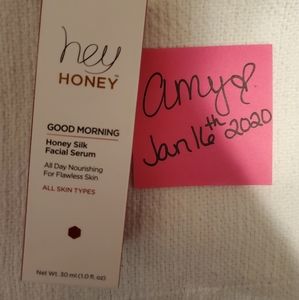 hey
HONEY™
GOOD MORNING
Honey Silk
Facial Serum
All Day Nourishing
For Flawless Skin
ALL SKIN TYPES
Net Wt. 30 ml (1.0 fl. oz)
amy P.
Jan 16th 2020